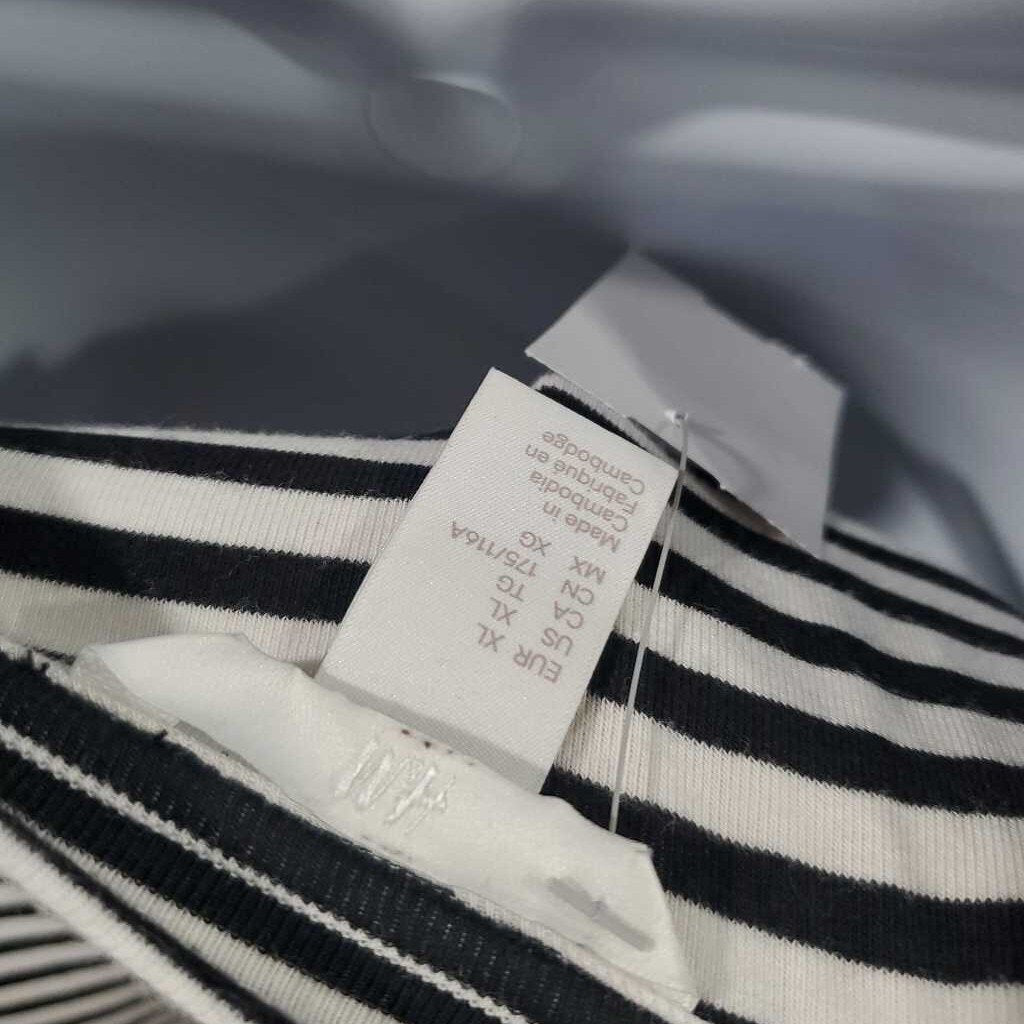 EUR XL
US XL
CA TG
CN 175/116A
MX XG
Made in
Cambodia
Fabriqué en
Cambodge
H&M